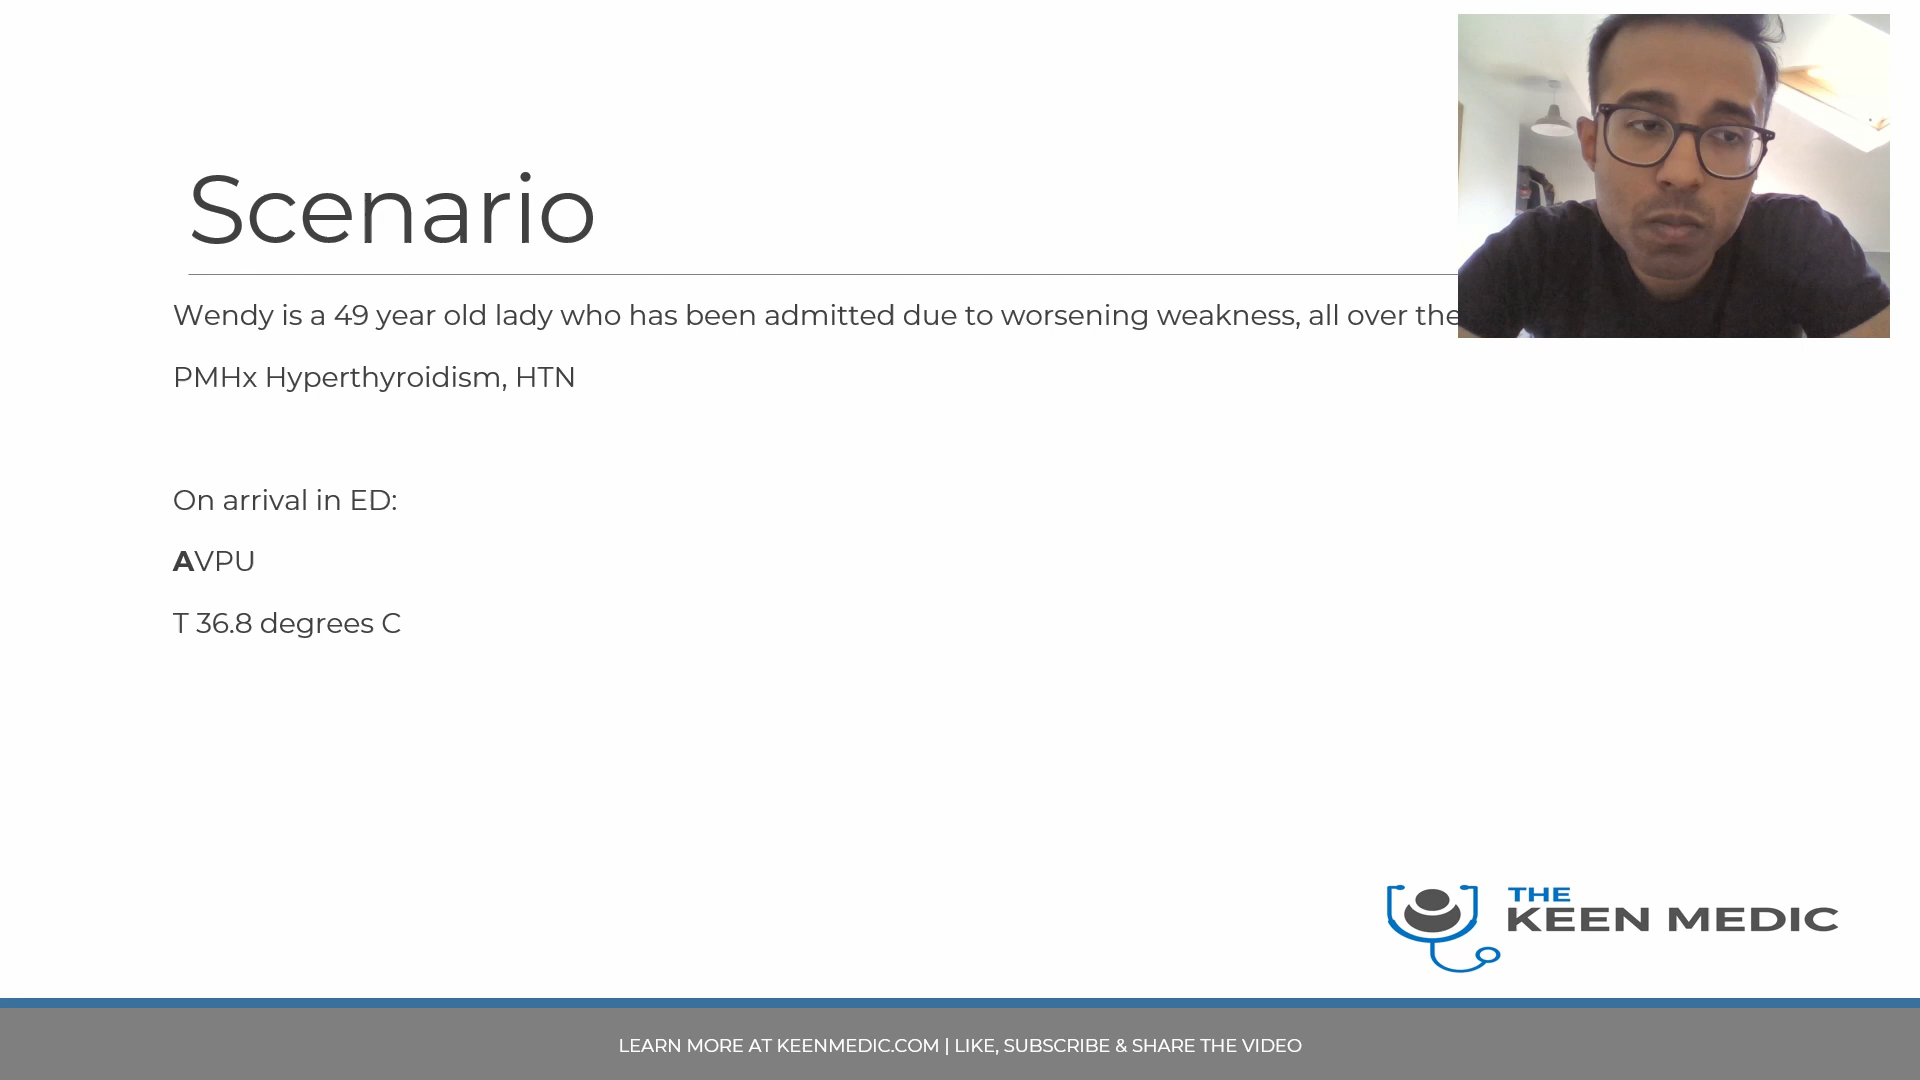 Scenario
Wendy is a 49 year old lady who has been admitted due to worsening weakness, all over the
PMHx Hyperthyroidism, HTN
On arrival in ED:
AVPU
T 36.8 degrees C
THE
KEEN MEDIC
LEARN MORE AT KEENMEDIC.COM | LIKE, SUBSCRIBE & SHARE THE VIDEO